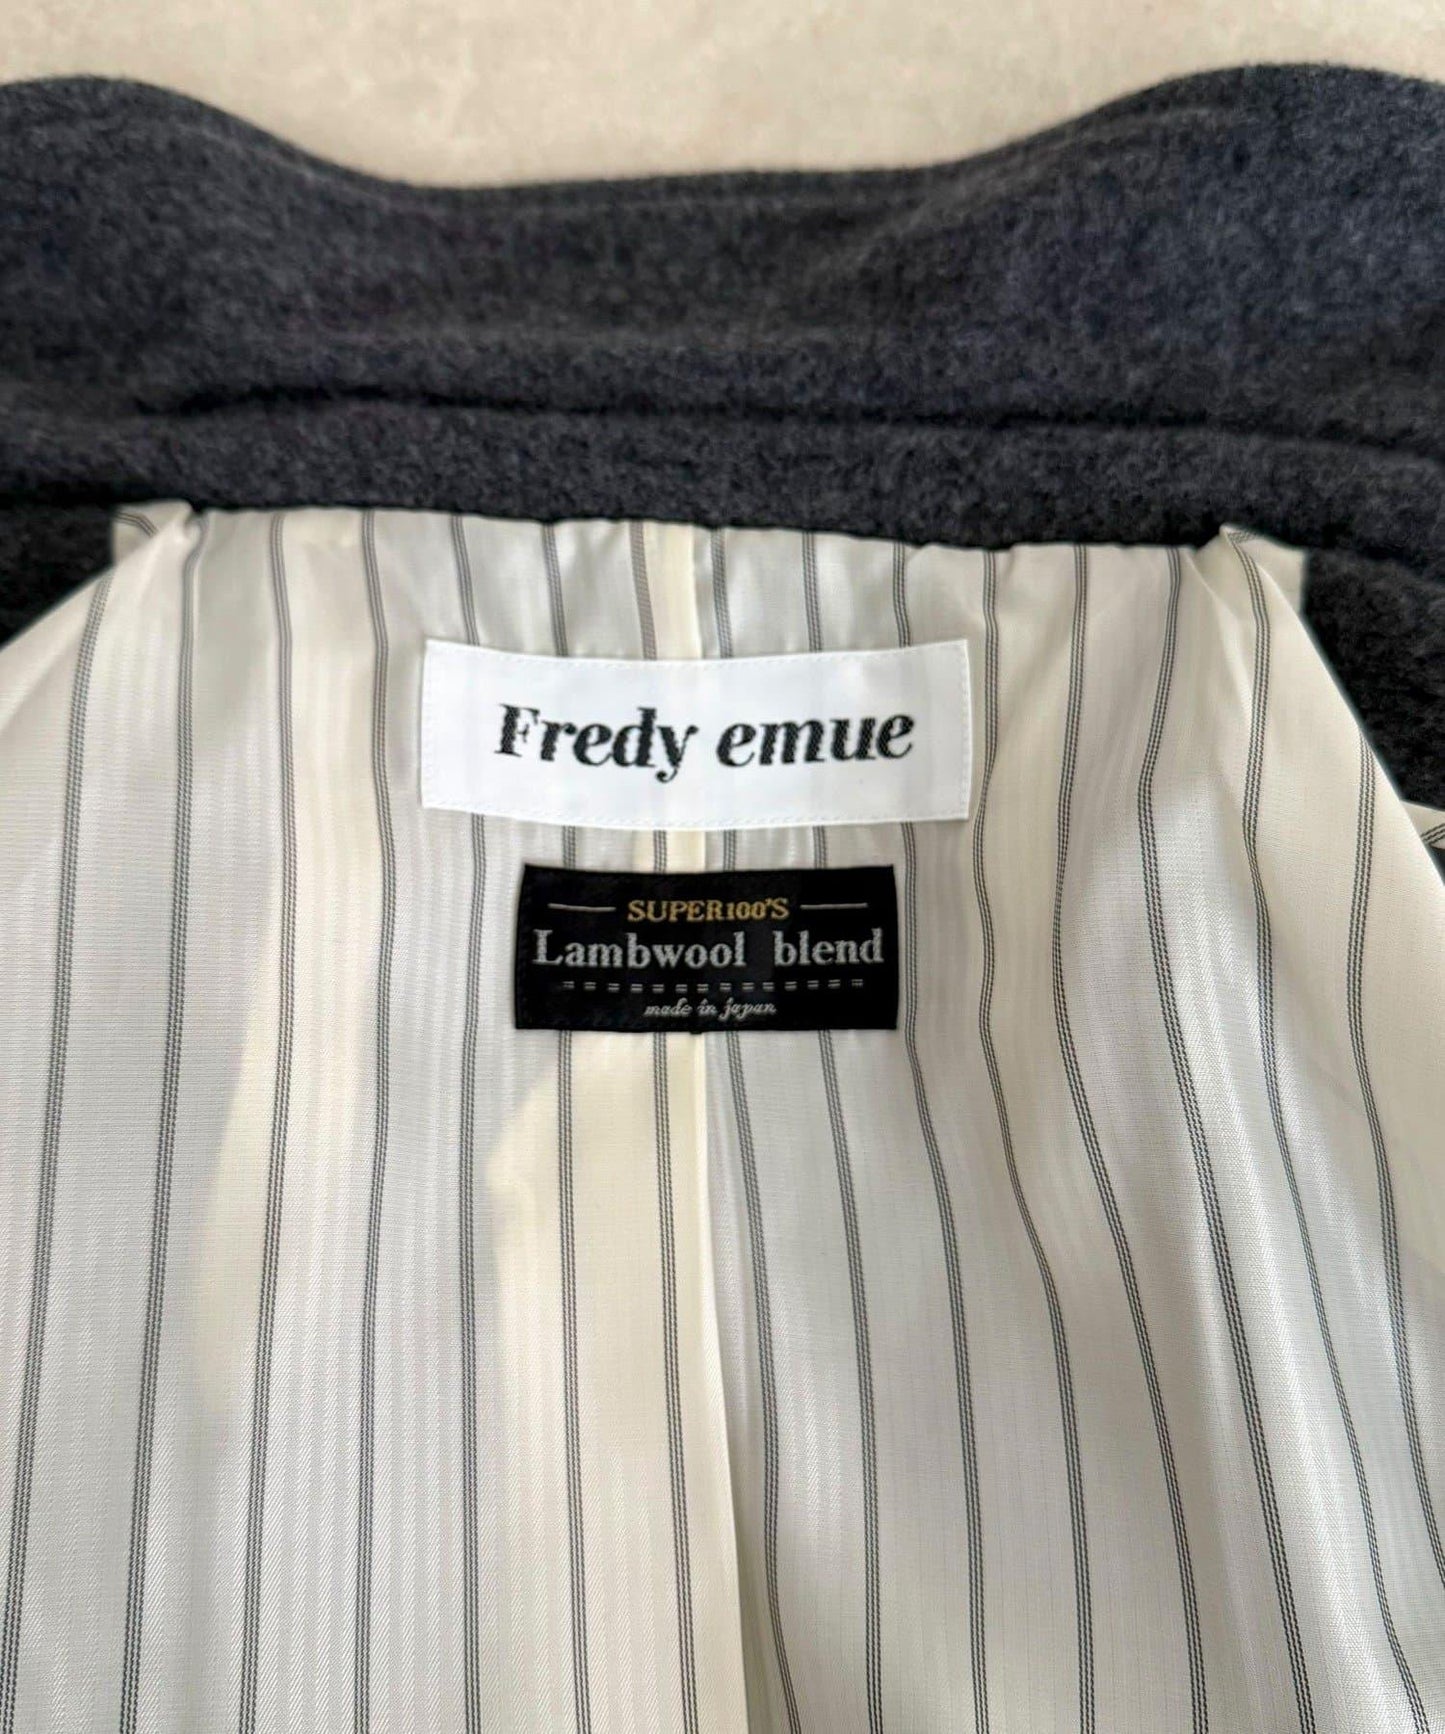 Fredy emue
SUPER100'S
Lambwool blend
made in japan